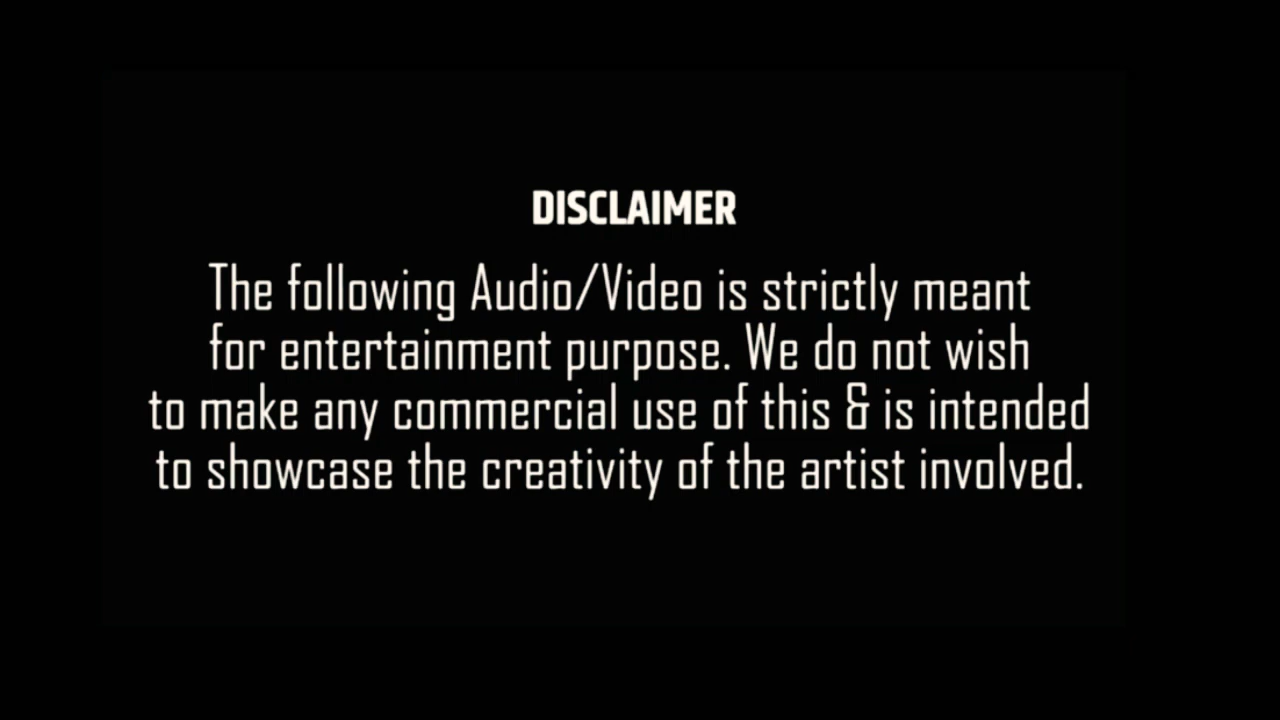 DISCLAIMER
The following Audio/Video is strictly meant
for entertainment purpose. We do not wish
to make any commercial use of this & is intended
to showcase the creativity of the artist involved.